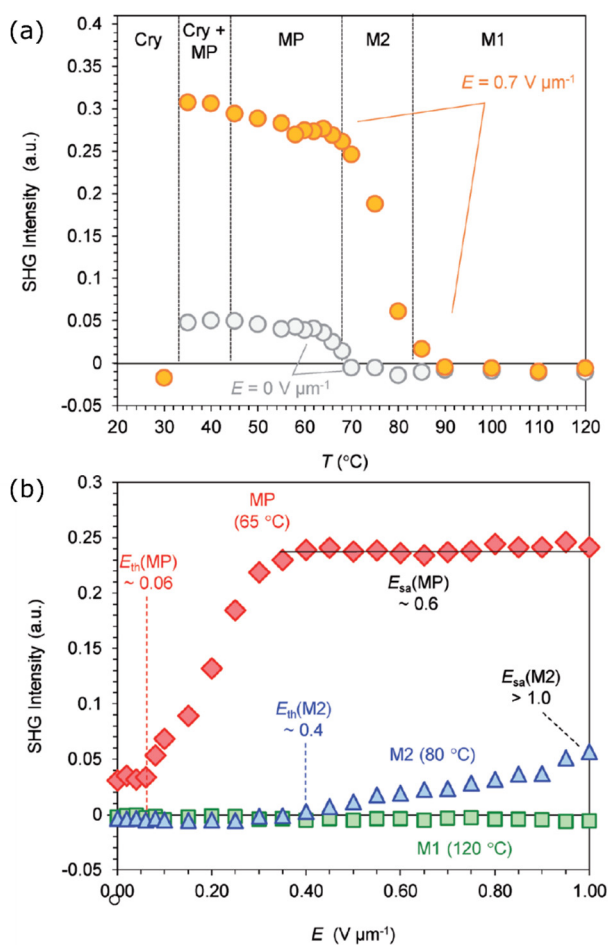 (a)
0.4
0.35
0.3
0.25
0.2
0.15
0.1
0.05
0
-0.05
SHG Intensity (a.u.)
Cry
Cry +
MP
MP
M2
M1
E = 0.7 V μm⁻¹
E = 0 V μm⁻¹
20 30 40 50 60 70 80 90 100 110 120
T (°C)
(b)
0.3
0.25
0.2
0.15
0.1
0.05
0
-0.05
SHG Intensity (a.u.)
MP
(65 °C)
Eth(MP)
~ 0.06
Esa(MP)
~ 0.6
Esa(M2)
> 1.0
Eth(M2)
~ 0.4
M2 (80 °C)
M1 (120 °C)
0.00 0.20 0.40 0.60 0.80 1.00
E (V μm⁻¹)